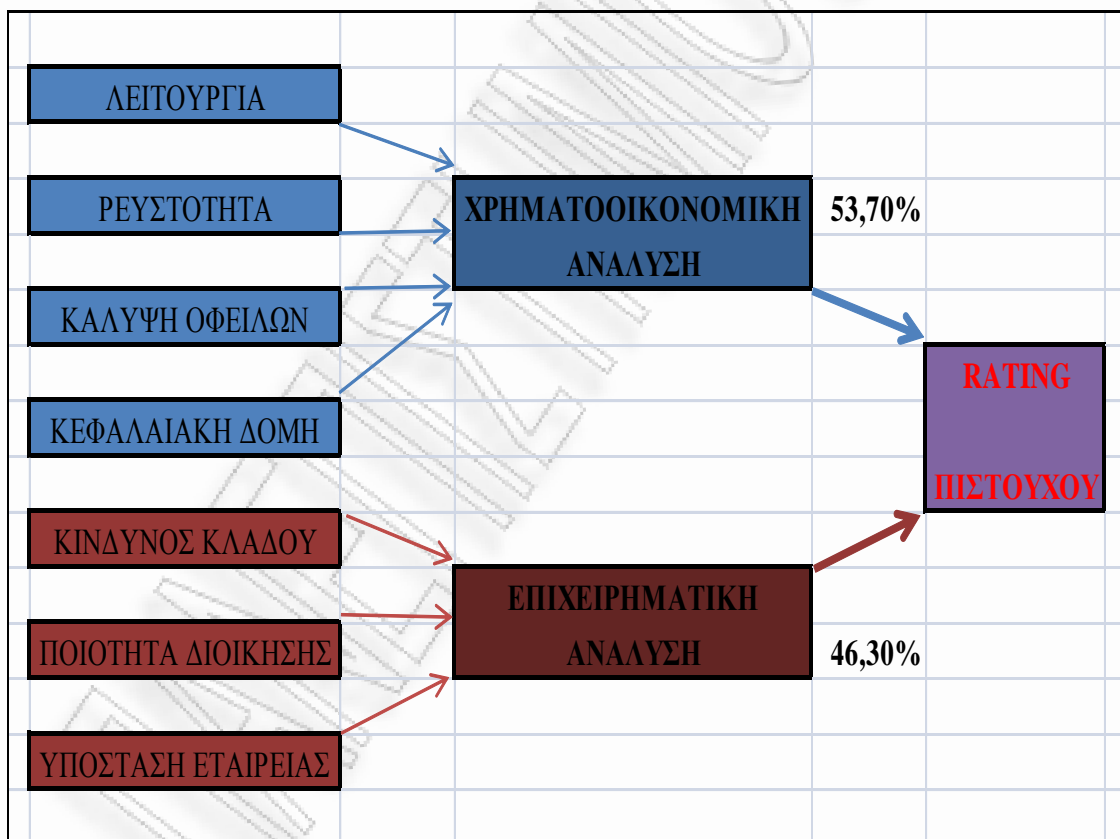 ΛΕΙΤΟΥΡΓΙΑ
ΡΕΥΣΤΟΤΗΤΑ
ΚΑΛΥΨΗ ΟΦΕΙΛΩΝ
ΚΕΦΑΛΑΙΑΚΗ ΔΟΜΗ
ΧΡΗΜΑΤΟΟΙΚΟΝΟΜΙΚΗ
ΑΝΑΛΥΣΗ
53,70%
ΚΙΝΔΥΝΟΣ ΚΛΑΔΟΥ
ΠΟΙΟΤΗΤΑ ΔΙΟΙΚΗΣΗΣ
ΥΠΟΣΤΑΣΗ ΕΤΑΙΡΕΙΑΣ
ΕΠΙΧΕΙΡΗΜΑΤΙΚΗ
ΑΝΑΛΥΣΗ
46,30%
RATING
ΠΙΣΤΟΥΧΟΥ